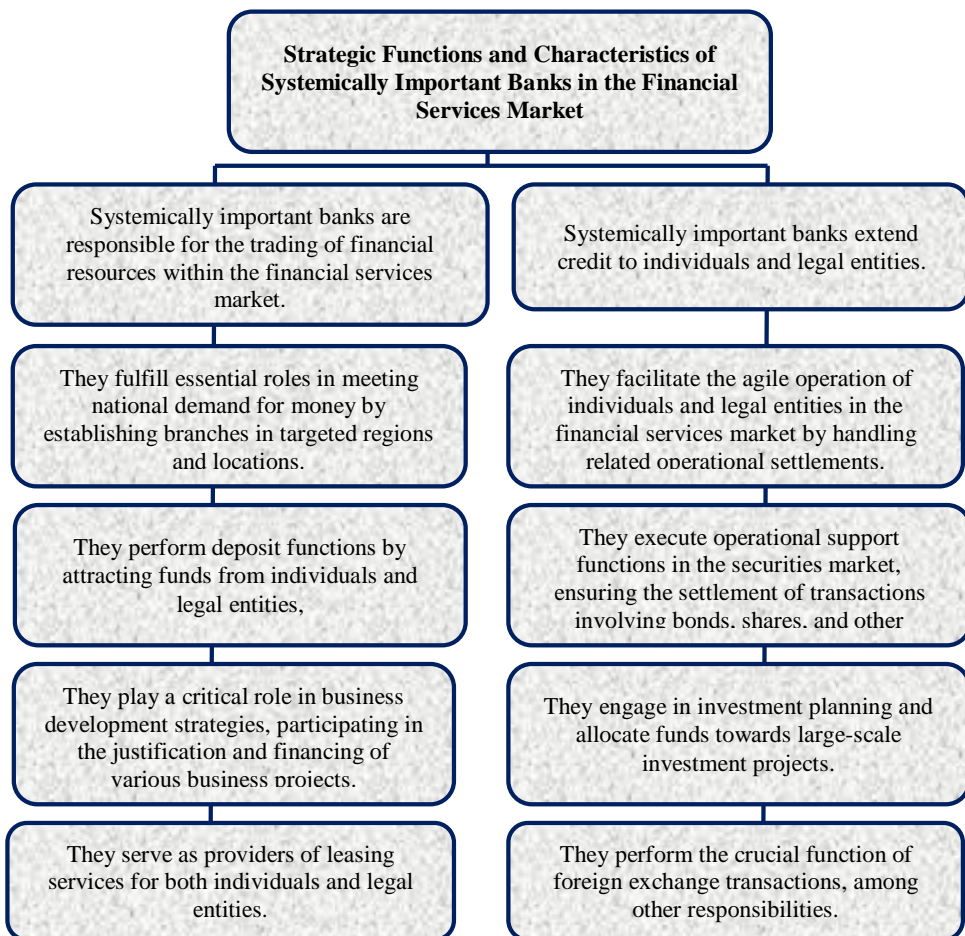 Strategic Functions and Characteristics of
Systemically Important Banks in the Financial
Services Market
Systemically important banks are
responsible for the trading of financial
resources within the financial services
market.
Systemically important banks extend
credit to individuals and legal entities.
They fulfill essential roles in meeting
national demand for money by
establishing branches in targeted regions
and locations.
They facilitate the agile operation of
individuals and legal entities in the
financial services market by handling
related operational settlements.
They perform deposit functions by
attracting funds from individuals and
legal entities,
They execute operational support
functions in the securities market,
ensuring the settlement of transactions
involving bonds, shares, and other
They play a critical role in business
development strategies, participating in
the justification and financing of
various business projects.
They engage in investment planning and
allocate funds towards large-scale
investment projects.
They serve as providers of leasing
services for both individuals and legal
entities.
They perform the crucial function of
foreign exchange transactions, among
other responsibilities.